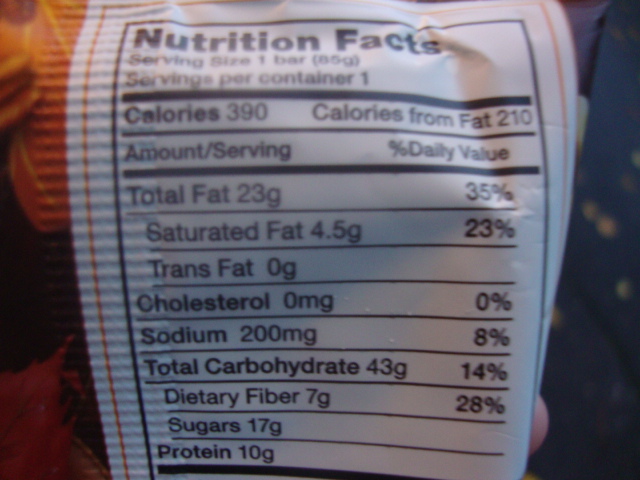 Nutrition Facts
Serving Size 1 bar (85g)
Servings per container 1
Calories 390 Calories from Fat 210
Amount/Serving %Daily Value
Total Fat 23g 35%
Saturated Fat 4.5g 23%
Trans Fat 0g
Cholesterol 0mg 0%
Sodium 200mg 8%
Total Carbohydrate 43g 14%
Dietary Fiber 7g 28%
Sugars 17g
Protein 10g